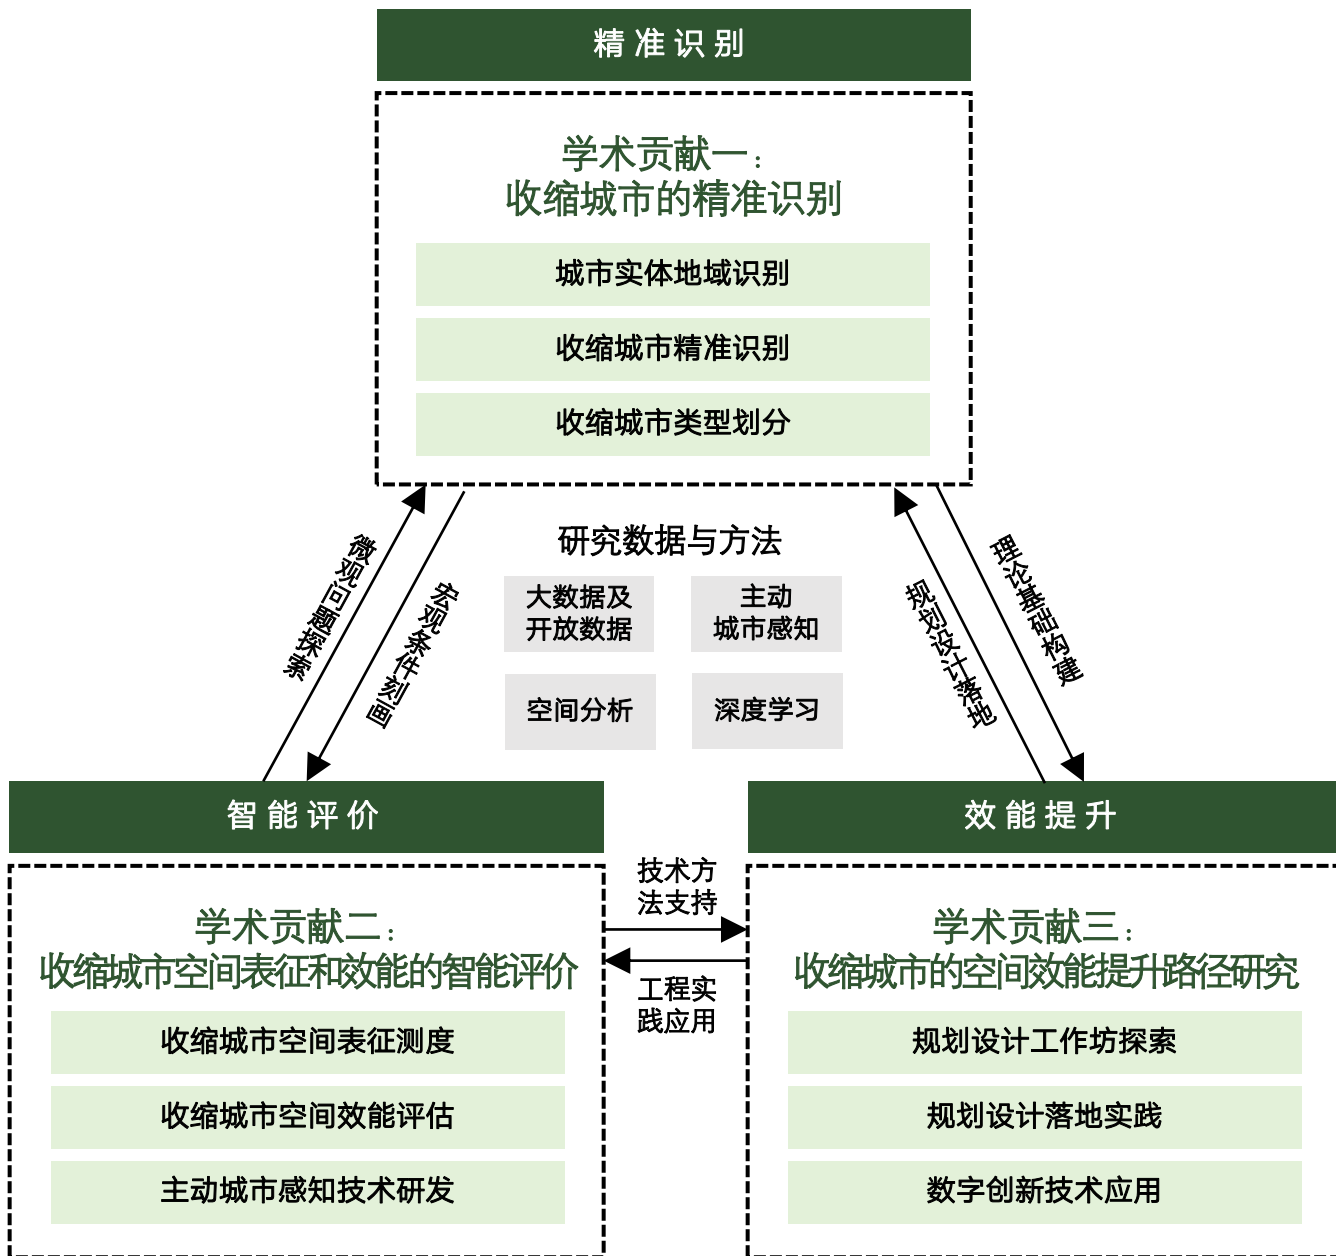 精准识别
学术贡献一：
收缩城市的精准识别
城市实体地域识别
收缩城市精准识别
收缩城市类型划分
微观问题探索
宏观条件刻画
研究数据与方法
大数据及
开放数据
主动
城市感知
空间分析
深度学习
规划设计落地
理论基础构建
智能评价
学术贡献二：
收缩城市空间表征和效能的智能评价
收缩城市空间表征测度
收缩城市空间效能评估
主动城市感知技术研发
技术方
法支持
工程实
践应用
效能提升
学术贡献三：
收缩城市的空间效能提升路径研究
规划设计工作坊探索
规划设计落地实践
数字创新技术应用